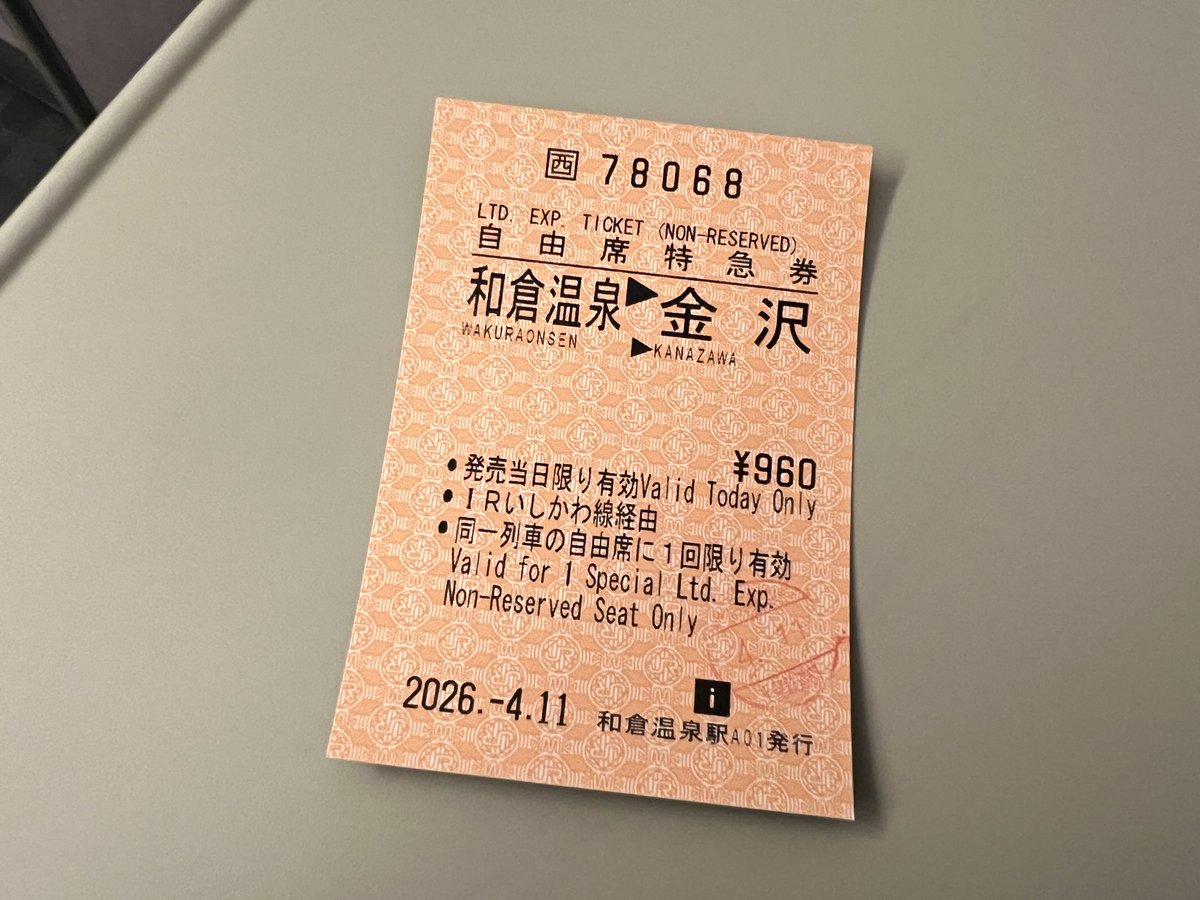 西 78068
LTD. EXP. TICKET (NON-RESERVED)
自由席特急券
和倉温泉▶金沢
WAKURAONSEN ▶KANAZAWA
¥960
●発売当日限り有効Valid Today Only
●IRいしかわ線経由
●同一列車の自由席に1回限り有効
Valid for 1 Special Ltd. Exp.
Non-Reserved Seat Only
i
2026.-4.11 和倉温泉駅A01発行